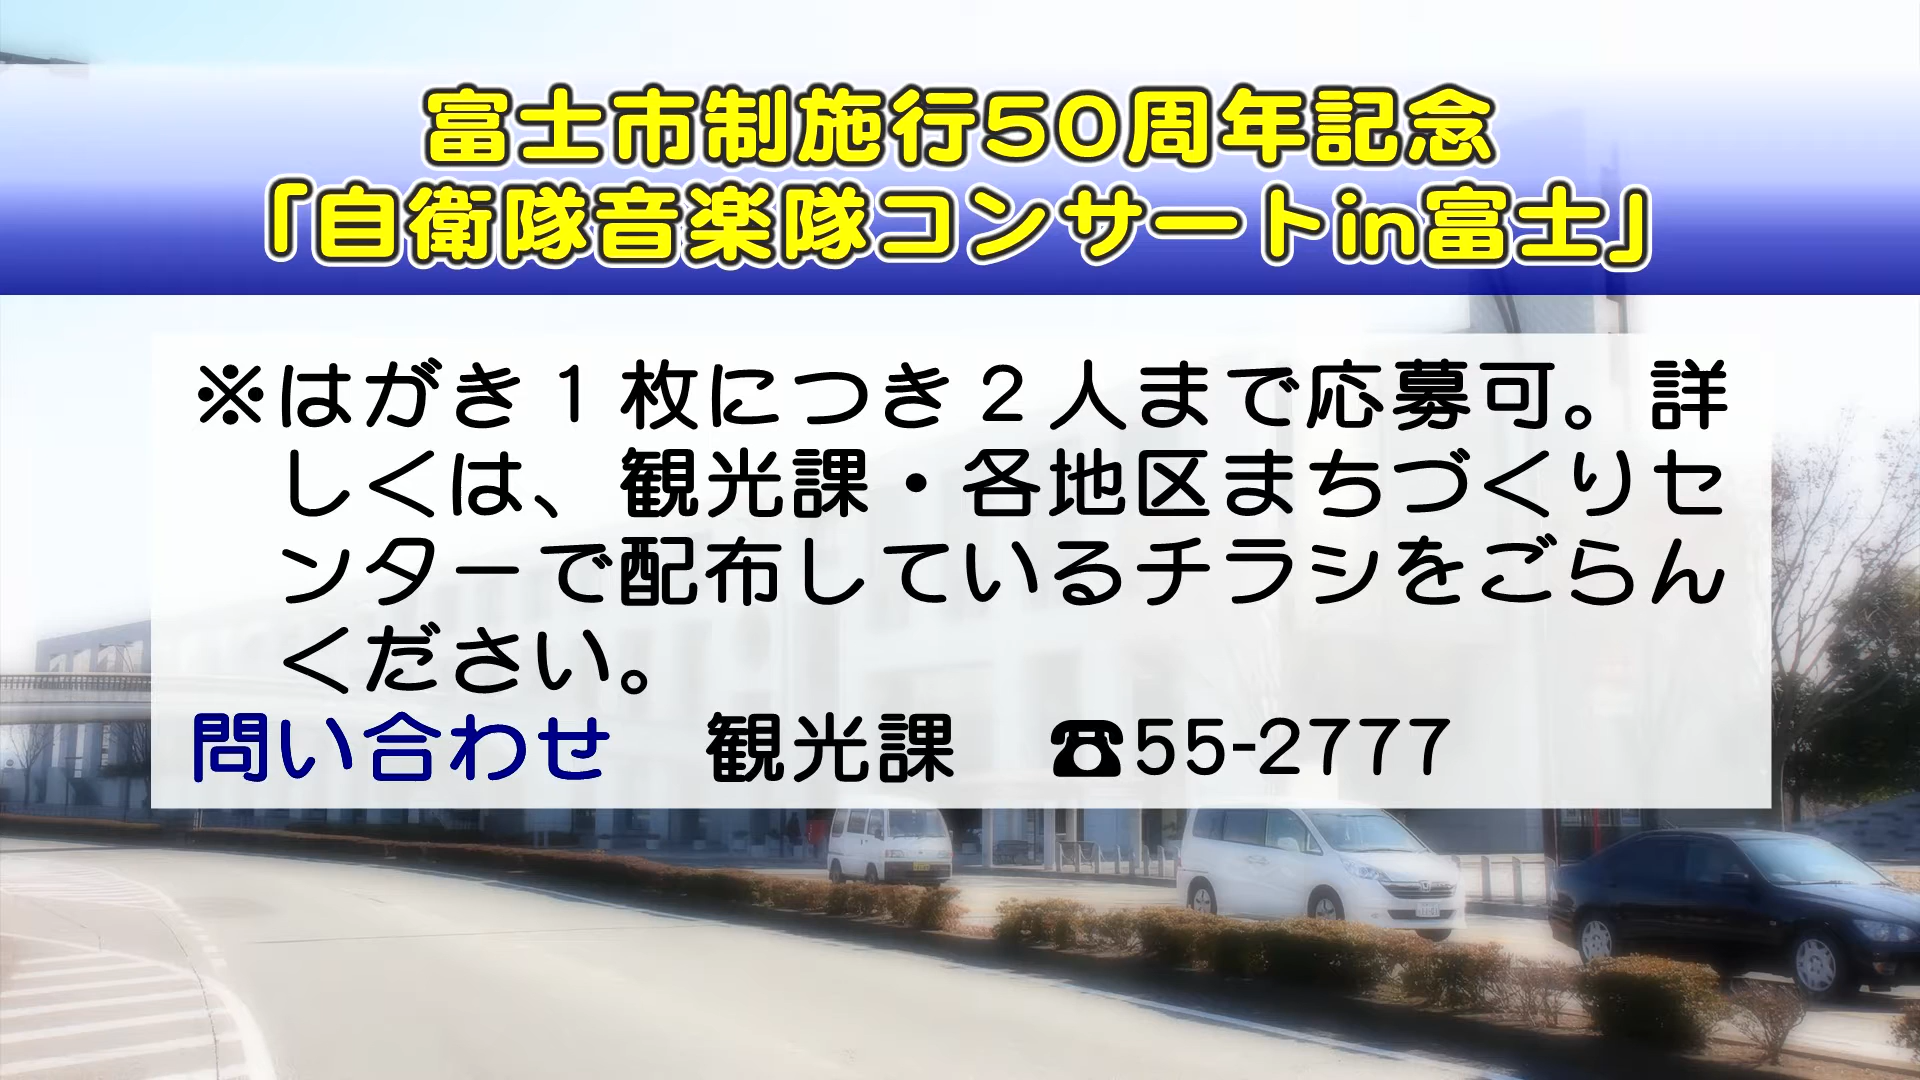 富士市制施行50周年記念
「自衛隊音楽隊コンサートin富士」
※はがき１枚につき２人まで応募可。詳
しくは、観光課・各地区まちづくりセ
ンターで配布しているチラシをごらん
ください。
問い合わせ　観光課　☎55-2777